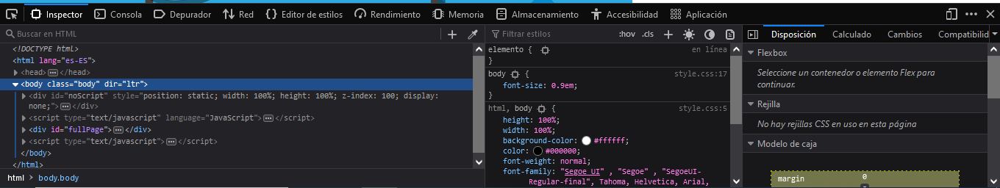 Inspector Consola Depurador Red Editor de estilos Rendimiento Memoria Almacenamiento Accesibilidad Aplicación
Buscar en HTML
<!DOCTYPE html>
<html lang="es-ES">
<head></head>
<body class="body" dir="ltr">
<div id="noScript" style="position: static; width: 100%; height: 100%; z-index: 100; display:
none;"></div>
<script type="text/javascript" language="JavaScript"></script>
<div id="fullPage"></div>
<script type="text/javascript"></script>
</body>
</html>
html > body.body
Filtrar estilos :hov .cls
elemento { en línea
}
body { style.css:17
font-size: 0.9em;
}
html, body { style.css:5
height: 100%;
width: 100%;
background-color: #ffffff;
color: #000000;
font-weight: normal;
font-family: "Segoe UI" , "Segoe" , "SegoeUI-
Regular-final", Tahoma, Helvetica, Arial,
Disposición Calculado Cambios Compatibilid
Flexbox
Seleccione un contenedor o elemento Flex para
continuar.
Rejilla
No hay rejillas CSS en uso en esta página
Modelo de caja
margin 0